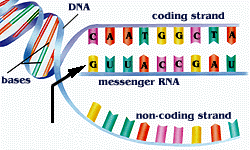 DNA
coding strand
C A A T G G C T A
bases
G U U A C C G A U
messenger RNA
non-coding strand